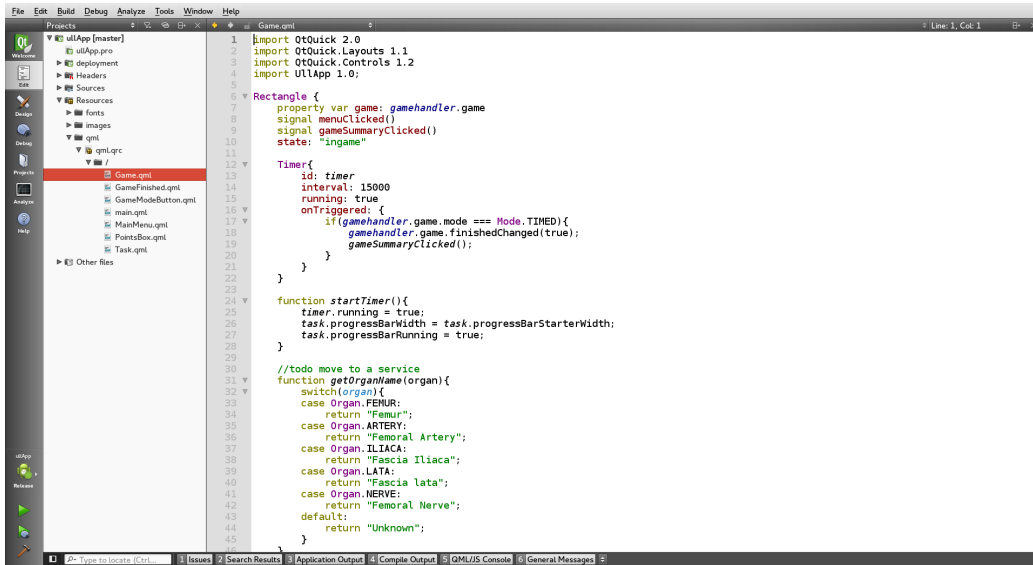 File Edit Build Debug Analyze Tools Window Help
Projects
Game.qml
Line: 1, Col: 1
Welcome
Edit
Design
Debug
Projects
Analyze
Help
ullApp
Release
ullApp [master]
ullApp.pro
deployment
Headers
Sources
Resources
fonts
images
qml
qml.qrc
/
Game.qml
GameFinished.qml
GameModeButton.qml
main.qml
MainMenu.qml
PointsBox.qml
Task.qml
Other files
1 import QtQuick 2.0
2 import QtQuick.Layouts 1.1
3 import QtQuick.Controls 1.2
4 import UllApp 1.0;
5
6 Rectangle {
7 property var game: gamehandler.game
8 signal menuClicked()
9 signal gameSummaryClicked()
10 state: "ingame"
11
12 Timer{
13 id: timer
14 interval: 15000
15 running: true
16 onTriggered: {
17 if(gamehandler.game.mode === Mode.TIMED){
18 gamehandler.game.finishedChanged(true);
19 gameSummaryClicked();
20 }
21 }
22 }
23
24 function startTimer(){
25 timer.running = true;
26 task.progressBarWidth = task.progressBarStarterWidth;
27 task.progressBarRunning = true;
28 }
29
30 //todo move to a service
31 function getOrganName(organ){
32 switch(organ){
33 case Organ.FEMUR:
34 return "Femur";
35 case Organ.ARTERY:
36 return "Femoral Artery";
37 case Organ.ILIACA:
38 return "Fascia Iliaca";
39 case Organ.LATA:
40 return "Fascia lata";
41 case Organ.NERVE:
42 return "Femoral Nerve";
43 default:
44 return "Unknown";
45 }
46 }
Type to locate (Ctrl...
1 Issues 2 Search Results 3 Application Output 4 Compile Output 5 QML/JS Console 6 General Messages